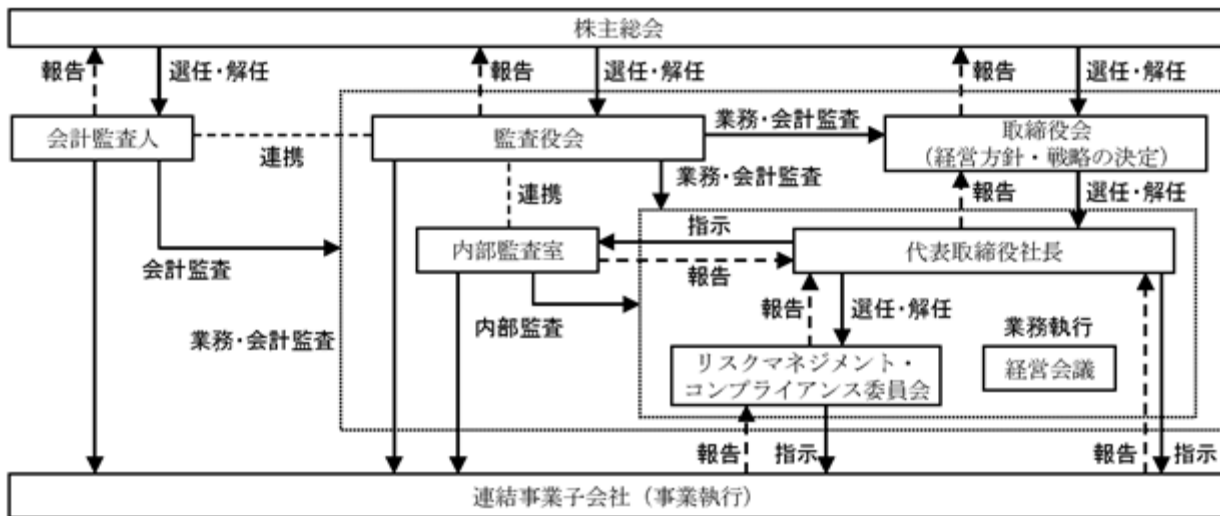 株主総会
報告
選任・解任
報告
選任・解任
報告
選任・解任
会計監査人
連携
監査役会
業務・会計監査
取締役会
(経営方針・戦略の決定)
業務・会計監査
連携
報告
選任・解任
指示
内部監査室
代表取締役社長
会計監査
報告
内部監査
報告
選任・解任
業務執行
業務・会計監査
リスクマネジメント・
コンプライアンス委員会
経営会議
報告
指示
報告
指示
連結事業子会社(事業執行)